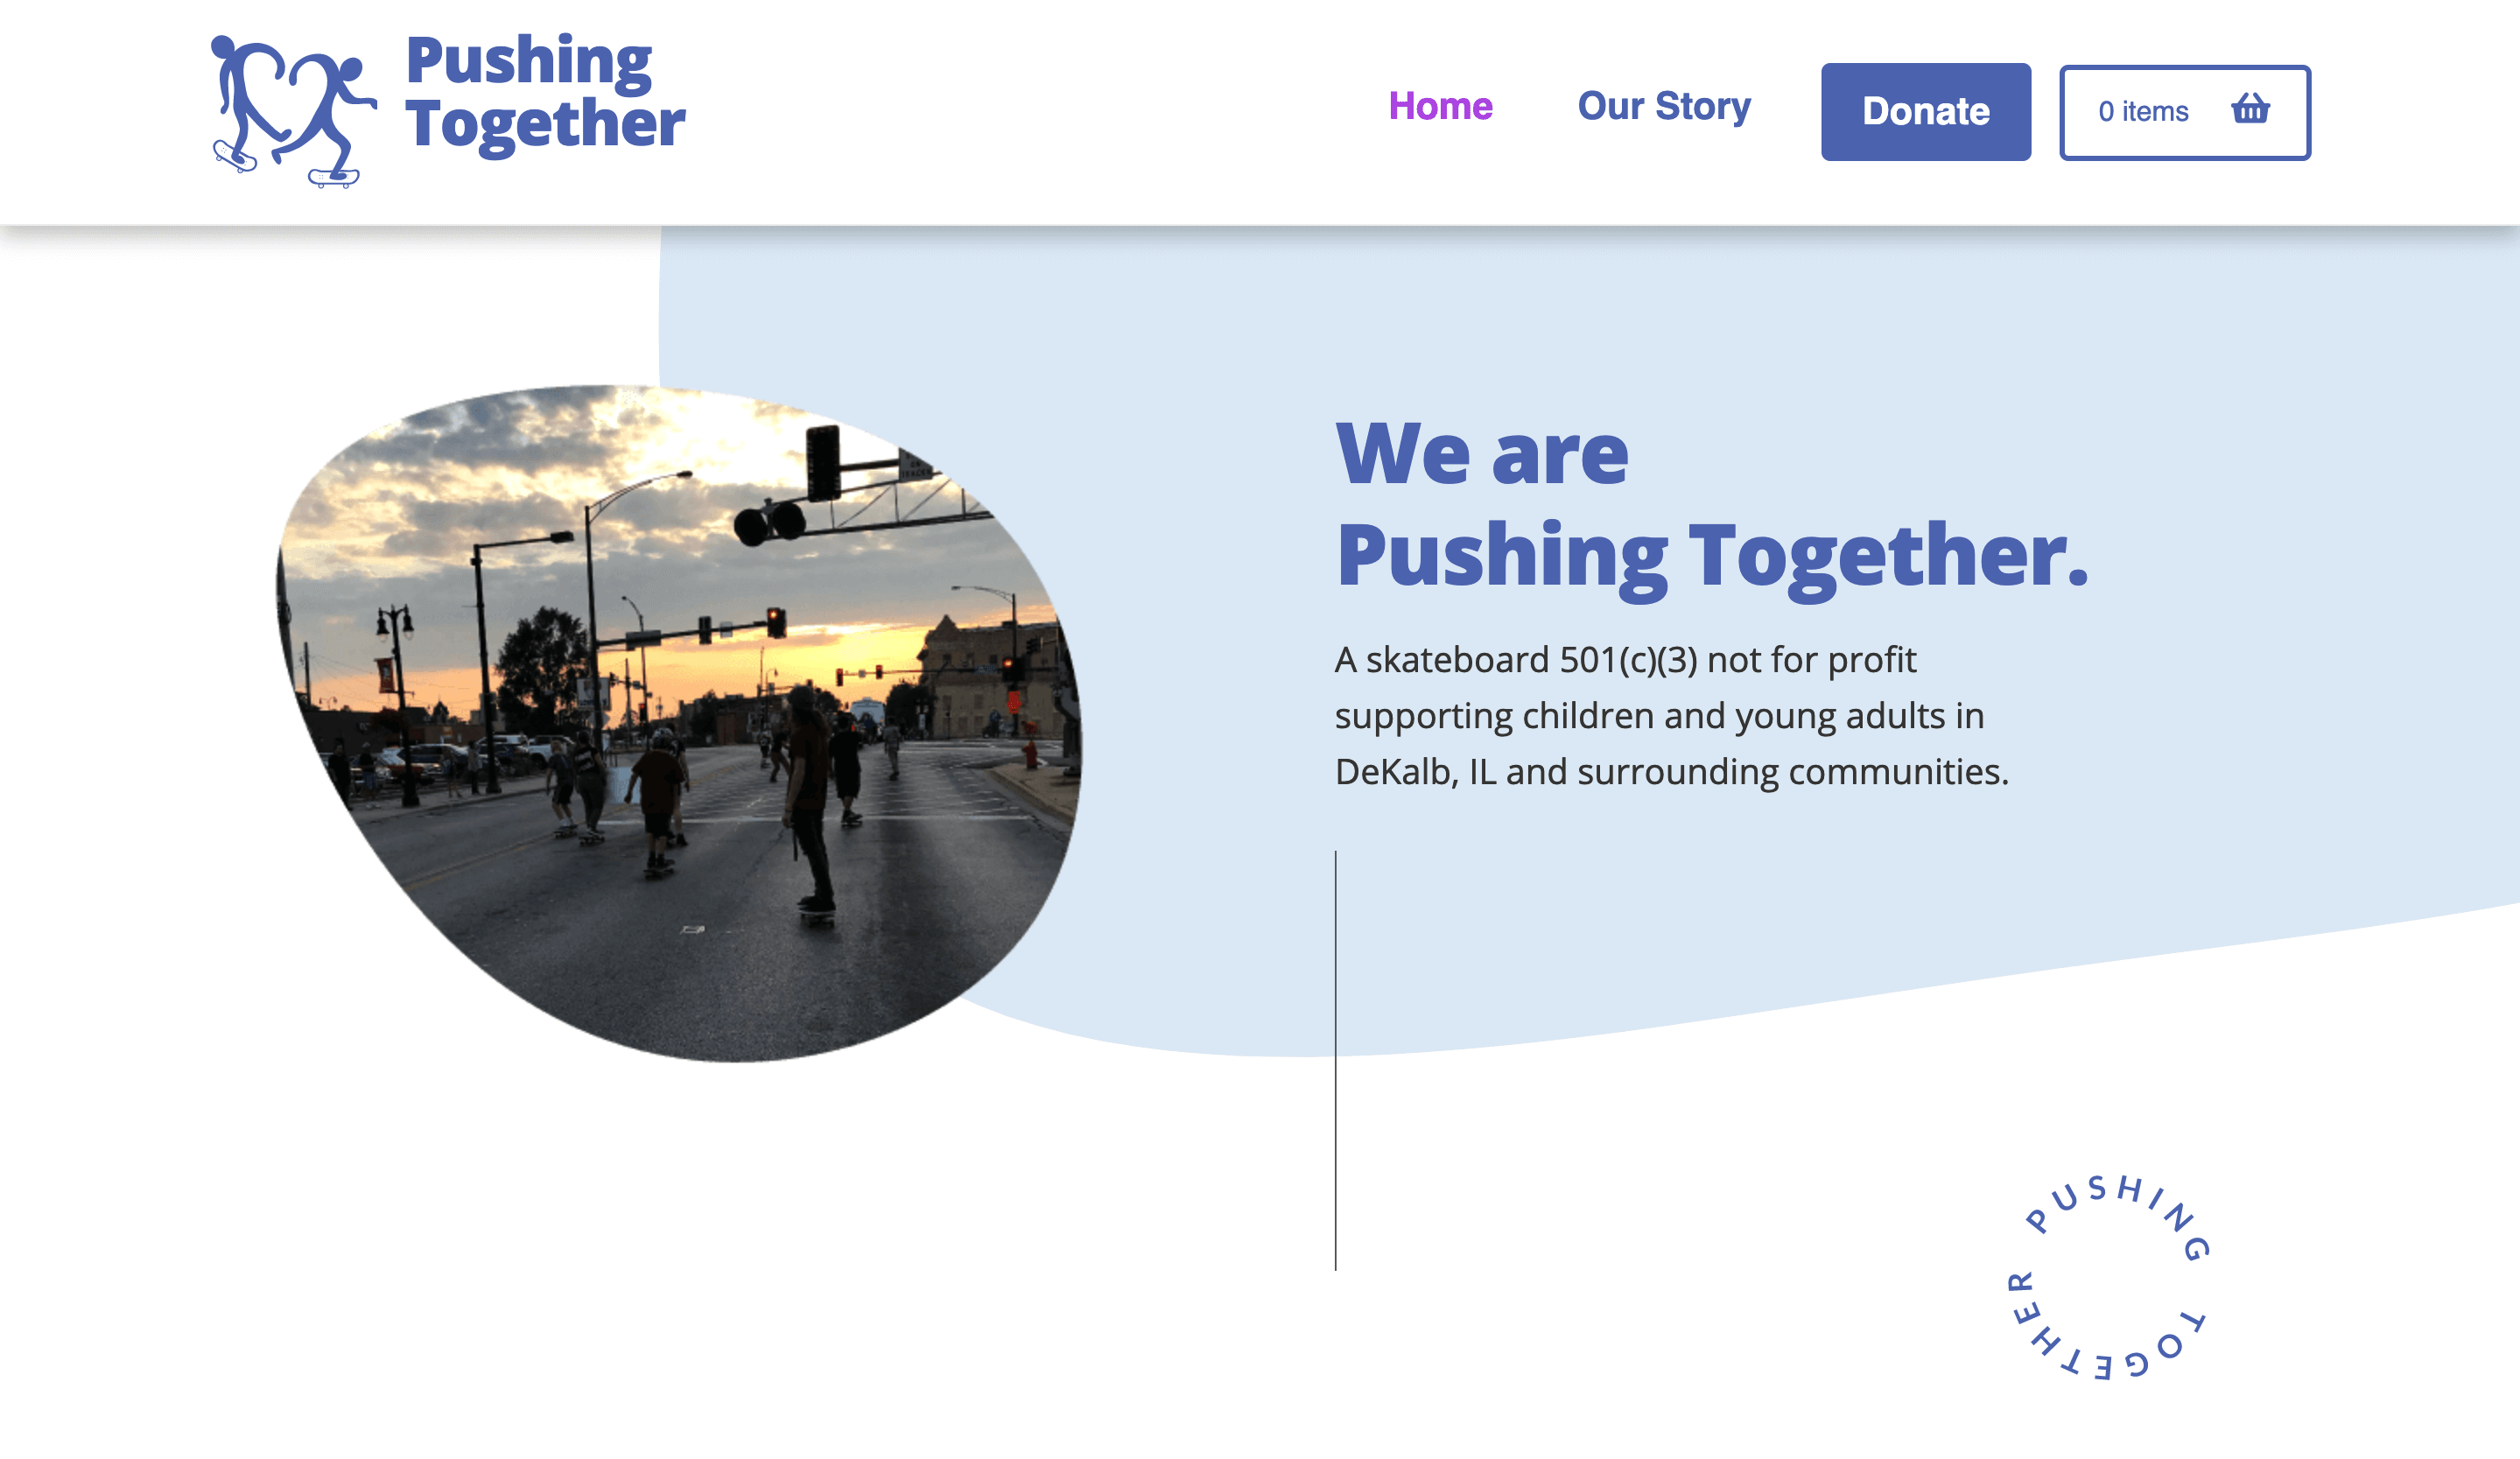 Pushing
Together
Home
Our Story
Donate
0 items
We are
Pushing Together.
A skateboard 501(c)(3) not for profit
supporting children and young adults in
DeKalb, IL and surrounding communities.
PUSHING TOGETHER